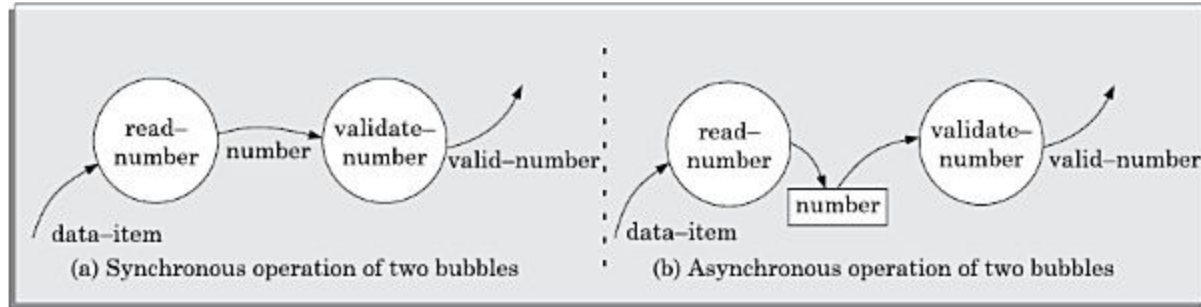 read–
number
number
validate–
number
valid–number
data–item
(a) Synchronous operation of two bubbles
read–
number
number
validate–
number
valid–number
data–item
(b) Asynchronous operation of two bubbles